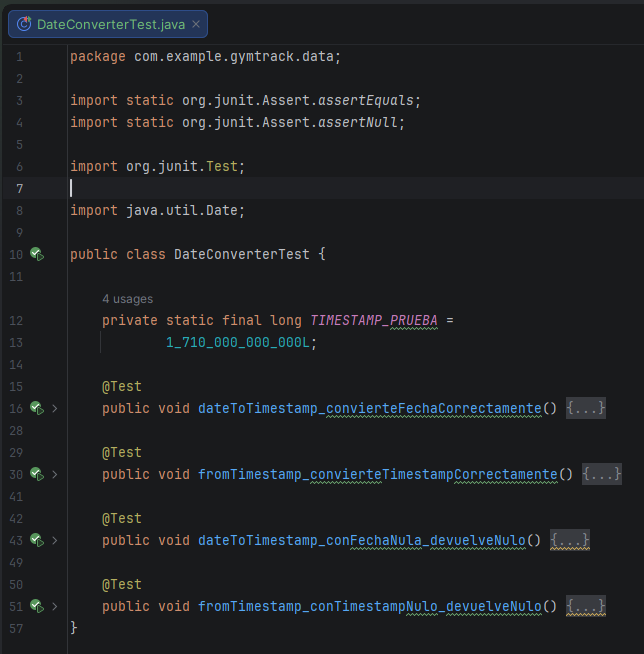 DateConverterTest.java
1 package com.example.gymtrack.data;
2
3 import static org.junit.Assert.assertEquals;
4 import static org.junit.Assert.assertNull;
5
6 import org.junit.Test;
7
8 import java.util.Date;
9
10 public class DateConverterTest {
11
4 usages
12 private static final long TIMESTAMP_PRUEBA =
13 1_710_000_000_000L;
14
15 @Test
16 public void dateToTimestamp_convierteFechaCorrectamente() {...}
28
29 @Test
30 public void fromTimestamp_convierteTimestampCorrectamente() {...}
41
42 @Test
43 public void dateToTimestamp_conFechaNula_devuelveNulo() {...}
49
50 @Test
51 public void fromTimestamp_conTimestampNulo_devuelveNulo() {...}
57 }